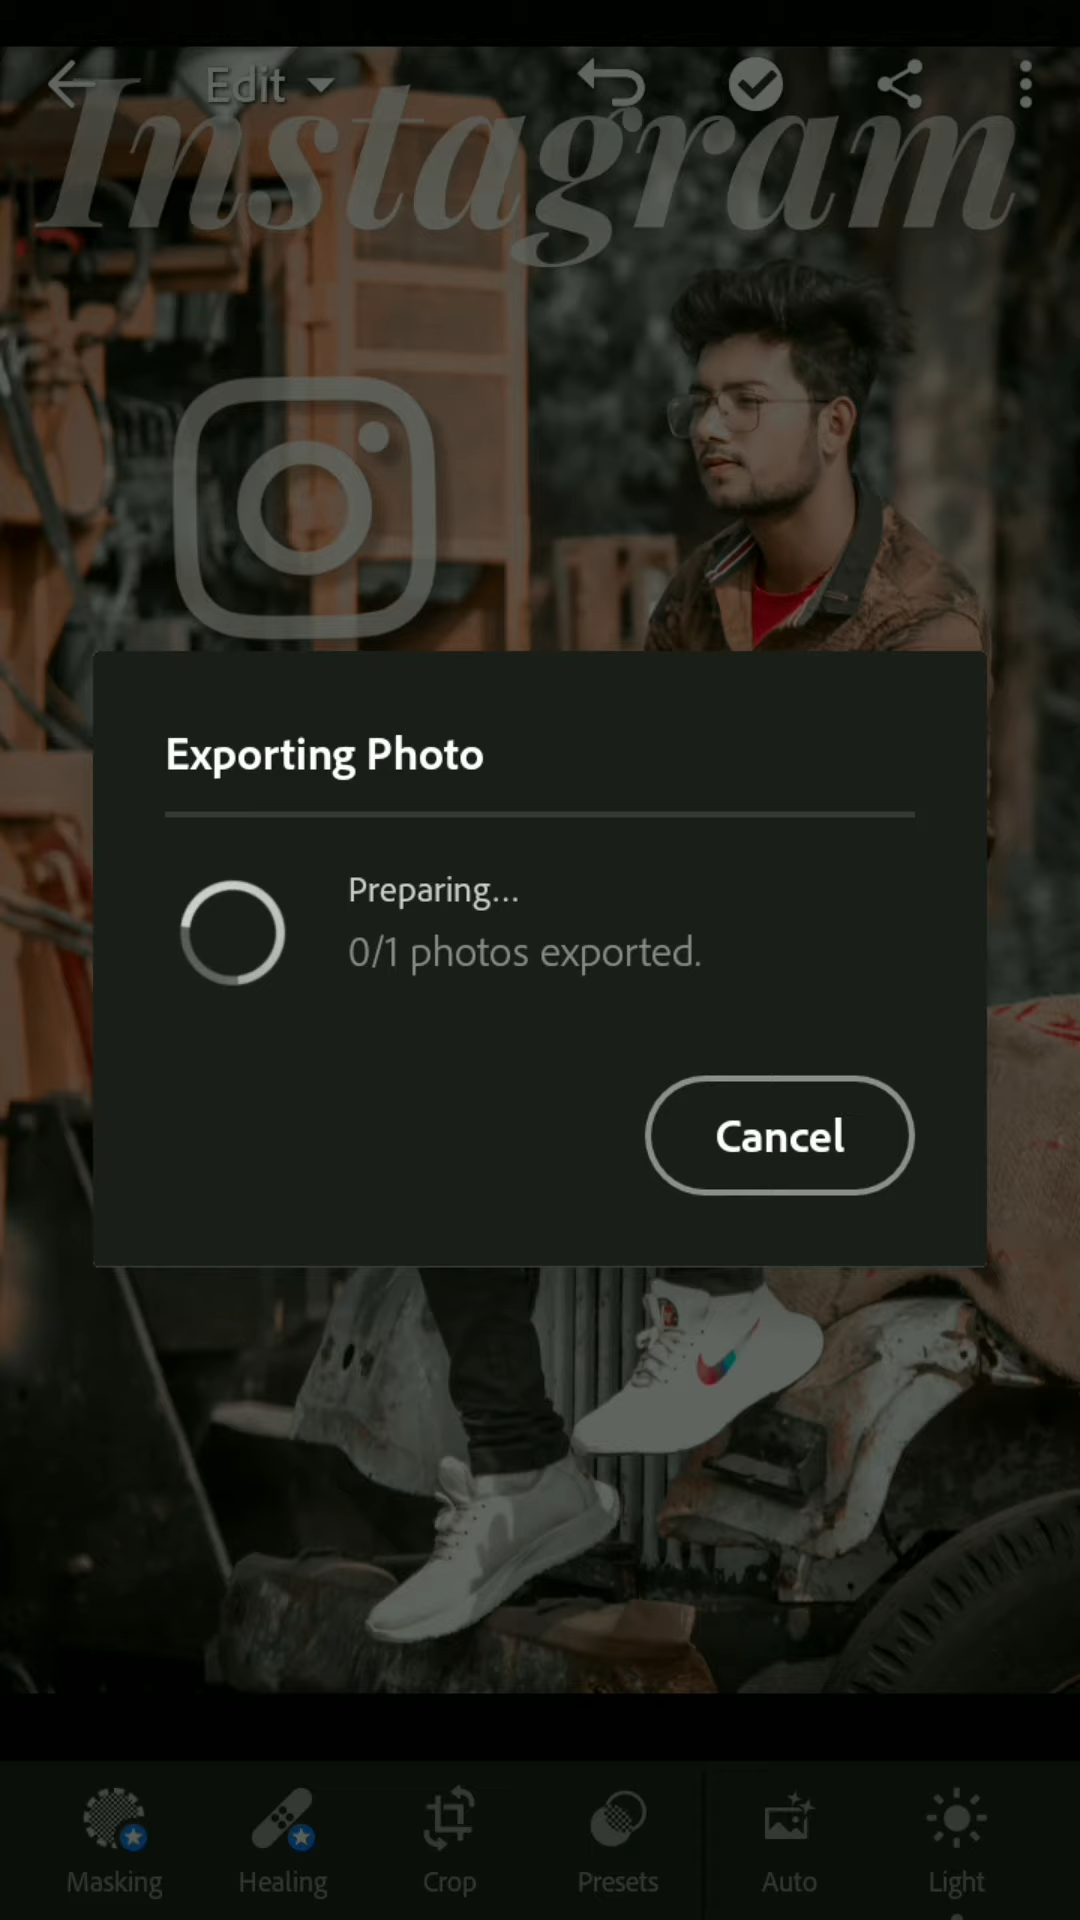 Edit
Instagram
Exporting Photo
Preparing...
0/1 photos exported.
Cancel
Masking
Healing
Crop
Presets
Auto
Light